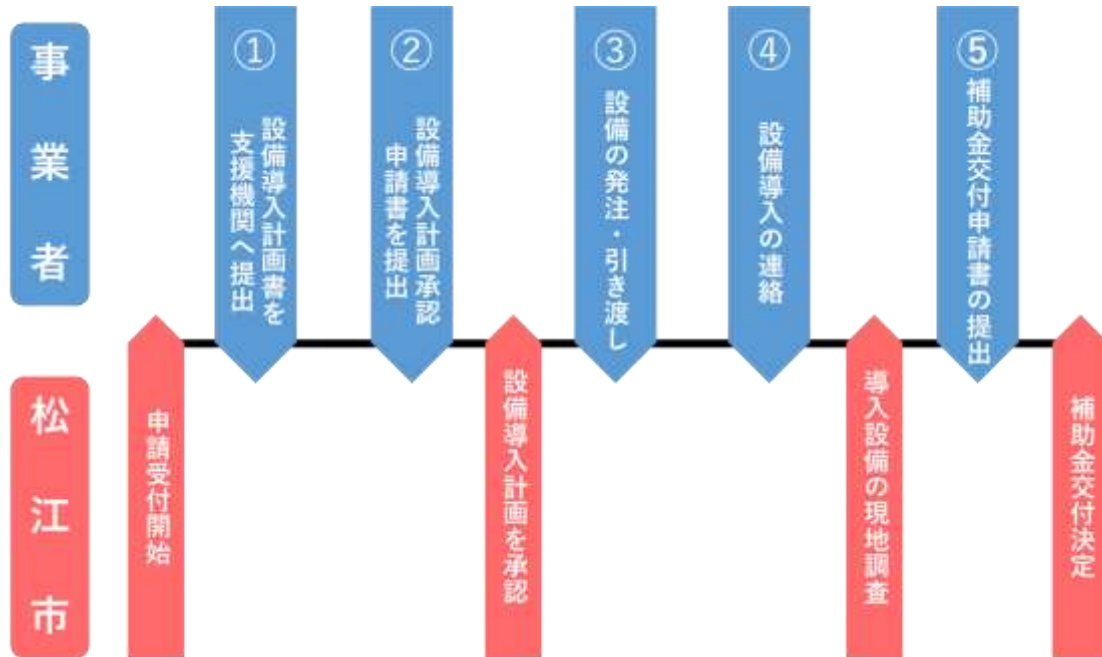 事業者
①
設備導入計画書を
支援機関へ提出
②
設備導入計画承認
申請書を提出
③
設備の発注・引き渡し
④
設備導入の連絡
⑤
補助金交付申請書の提出
松江市
申請受付開始
設備導入計画を承認
導入設備の現地調査
補助金交付決定